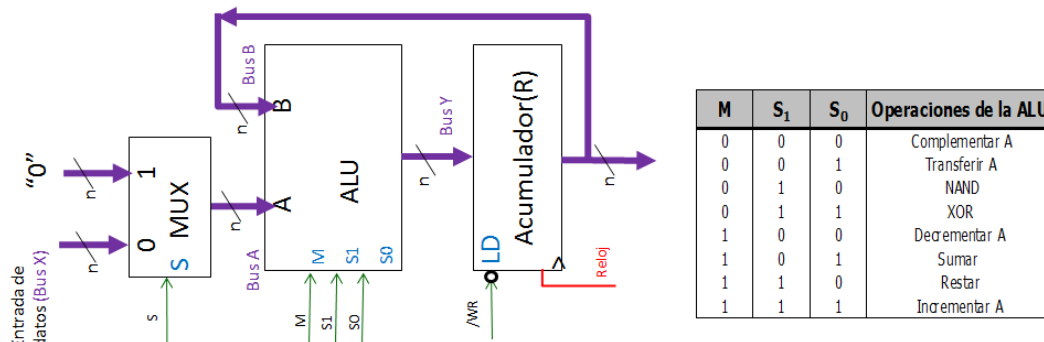 Bus B
n
B
A
ALU
M
S1
S0
Bus Y
n
Acumulador(R)
LD
>
Reloj
n
"0"
n
1
0
MUX
S
n
n
Bus A
Entrada de
datos (Bus X)
S
M
S1
S0
/WR
M S1 S0 Operaciones de la ALU
0 0 0 Complementar A
0 0 1 Transferir A
0 1 0 NAND
0 1 1 XOR
1 0 0 Decrementar A
1 0 1 Sumar
1 1 0 Restar
1 1 1 Incrementar A